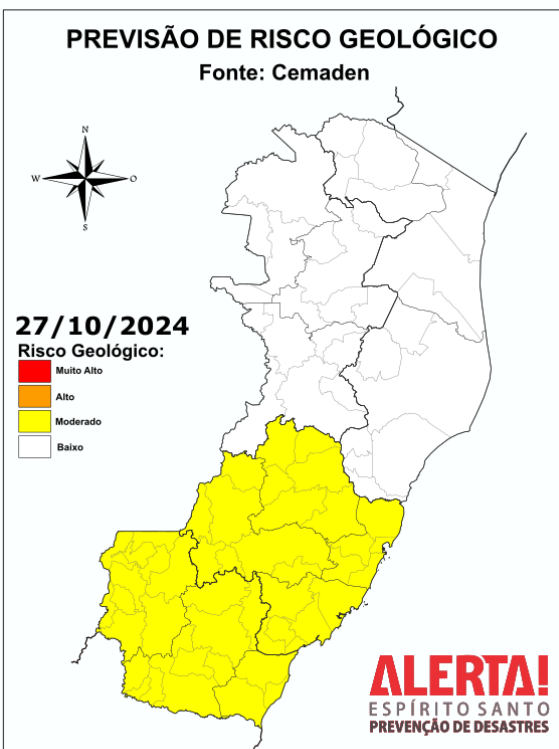 PREVISÃO DE RISCO GEOLÓGICO
Fonte: Cemaden
N
W
O
S
27/10/2024
Risco Geológico:
Muito Alto
Alto
Moderado
Baixo
ALERTA!
ESPÍRITO SANTO
PREVENÇÃO DE DESASTRES